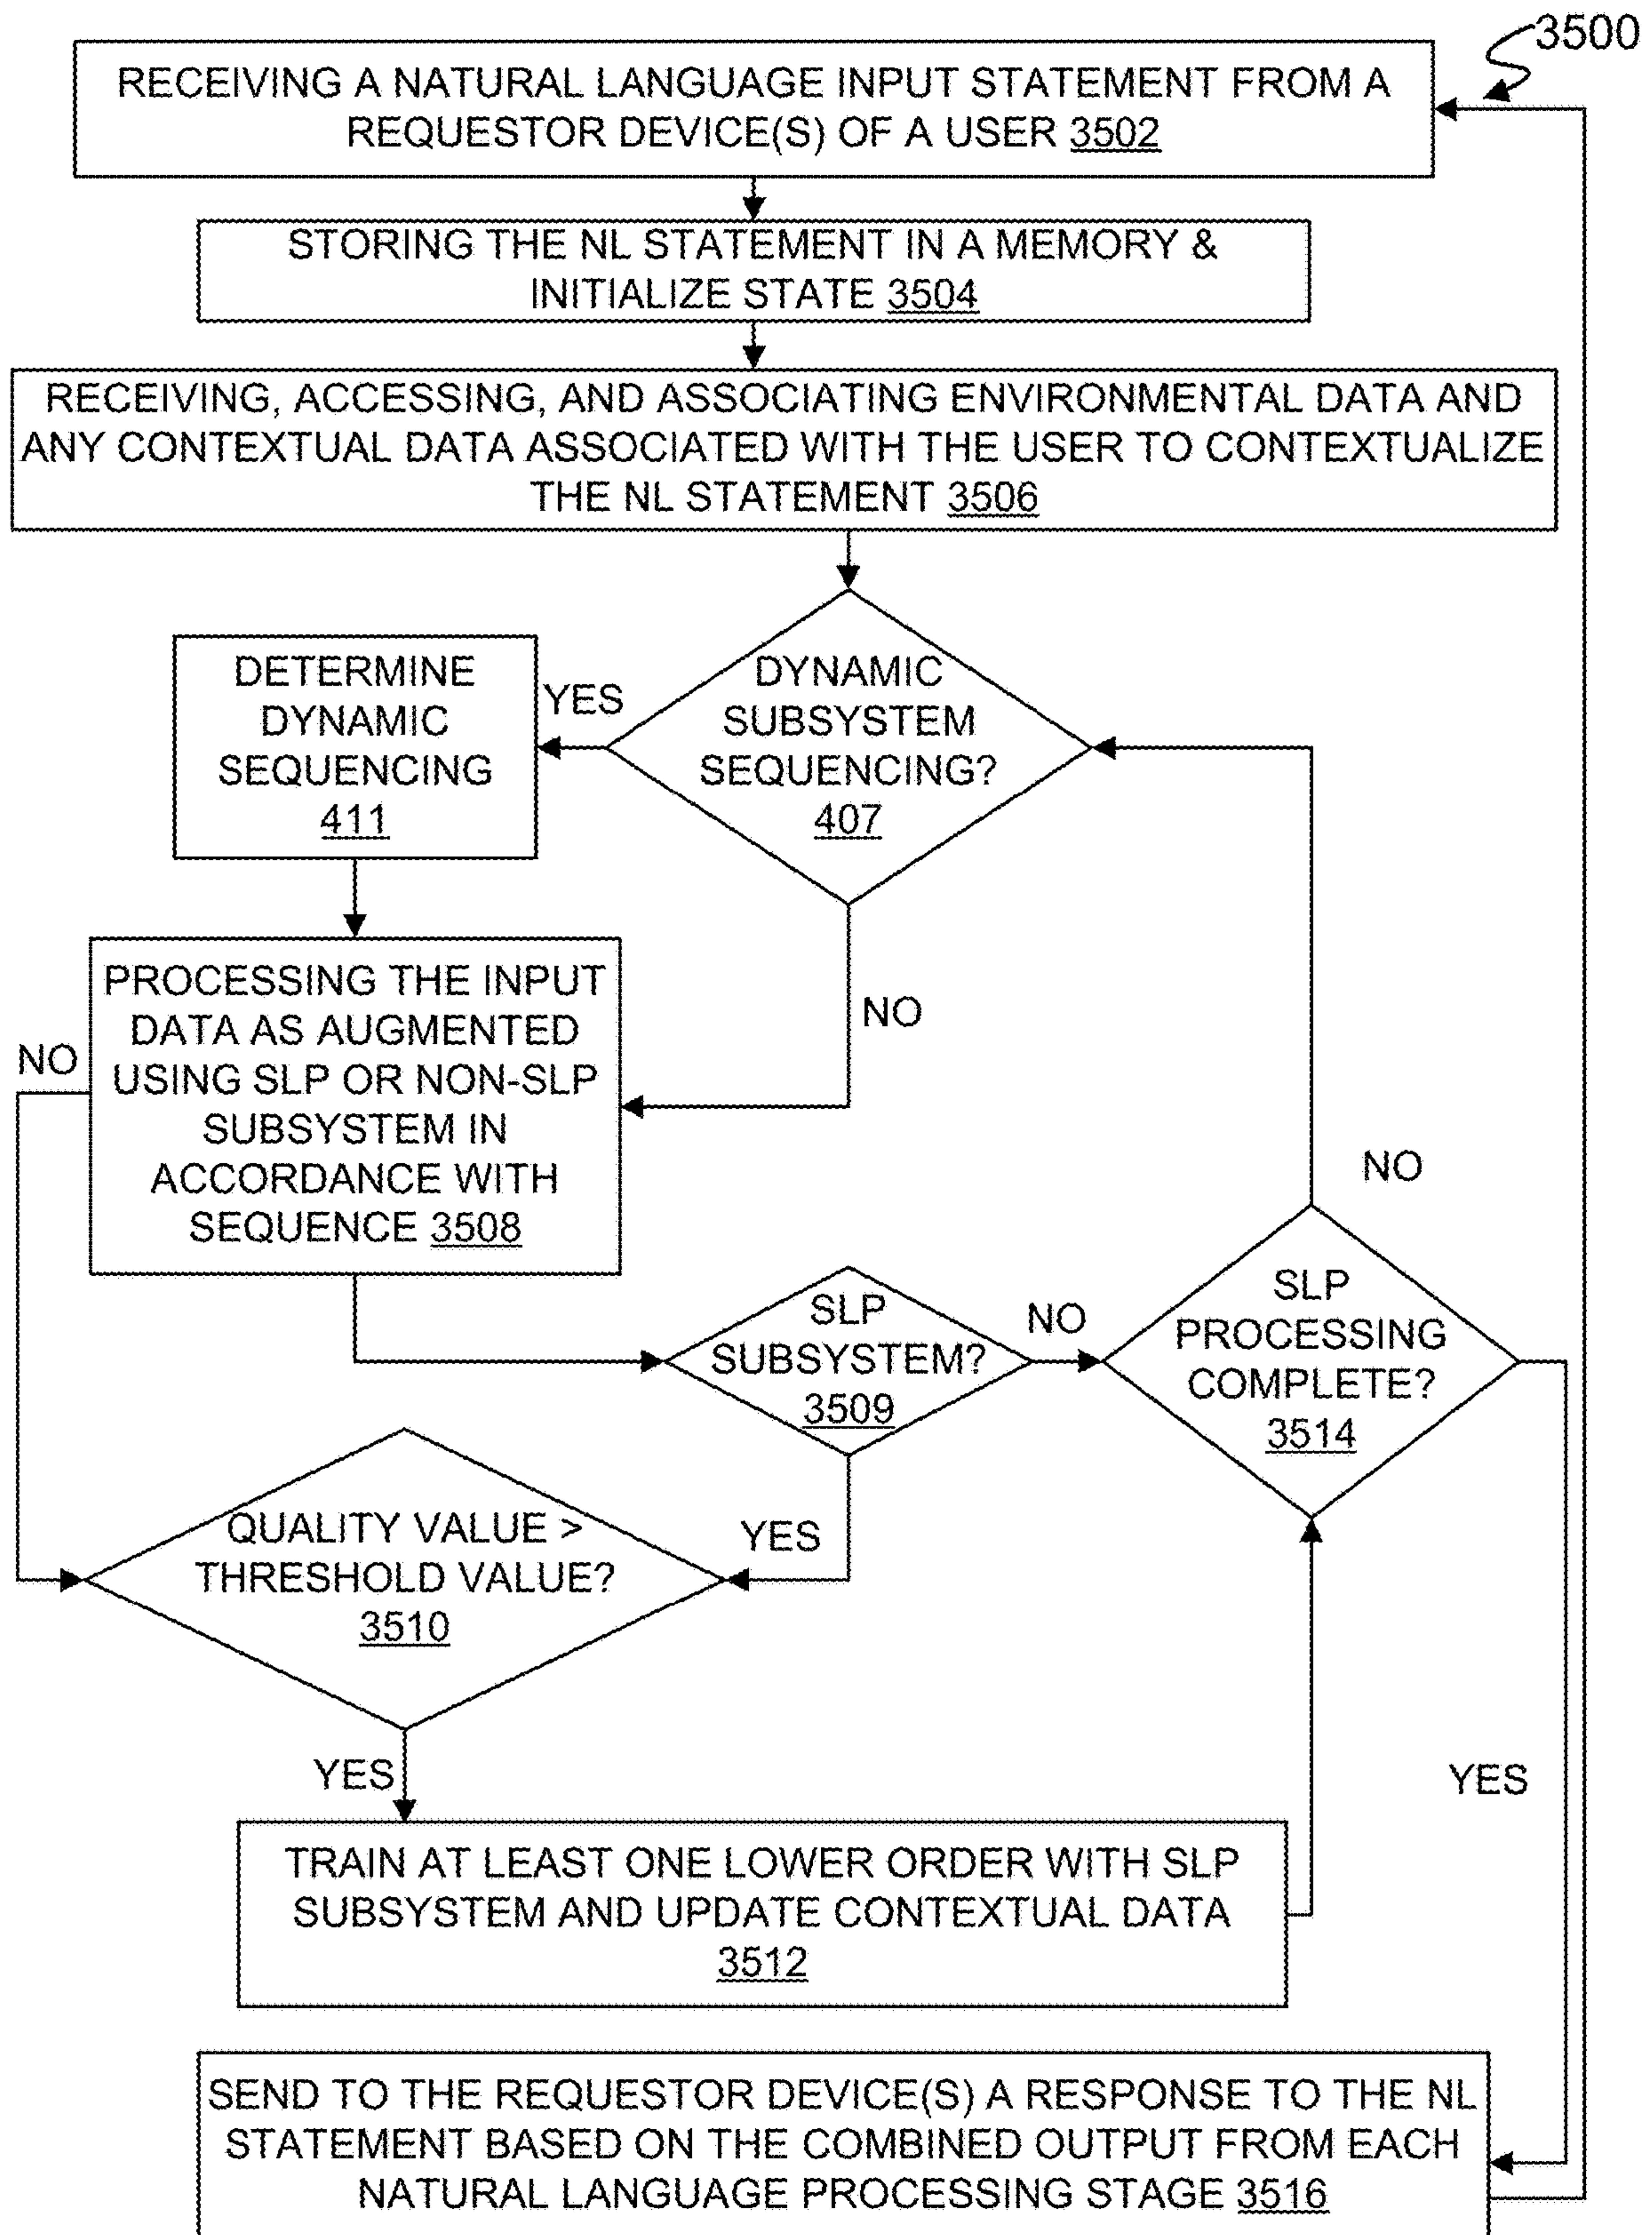 3500
RECEIVING A NATURAL LANGUAGE INPUT STATEMENT FROM A
REQUESTOR DEVICE(S) OF A USER 3502
STORING THE NL STATEMENT IN A MEMORY &
INITIALIZE STATE 3504
RECEIVING, ACCESSING, AND ASSOCIATING ENVIRONMENTAL DATA AND
ANY CONTEXTUAL DATA ASSOCIATED WITH THE USER TO CONTEXTUALIZE
THE NL STATEMENT 3506
DYNAMIC
SUBSYSTEM
SEQUENCING?
407
YES
DETERMINE
DYNAMIC
SEQUENCING
411
NO
PROCESSING THE INPUT
DATA AS AUGMENTED
USING SLP OR NON-SLP
SUBSYSTEM IN
ACCORDANCE WITH
SEQUENCE 3508
NO
SLP
SUBSYSTEM?
3509
NO
SLP
PROCESSING
COMPLETE?
3514
NO
YES
QUALITY VALUE >
THRESHOLD VALUE?
3510
YES
TRAIN AT LEAST ONE LOWER ORDER WITH SLP
SUBSYSTEM AND UPDATE CONTEXTUAL DATA
3512
YES
SEND TO THE REQUESTOR DEVICE(S) A RESPONSE TO THE NL
STATEMENT BASED ON THE COMBINED OUTPUT FROM EACH
NATURAL LANGUAGE PROCESSING STAGE 3516